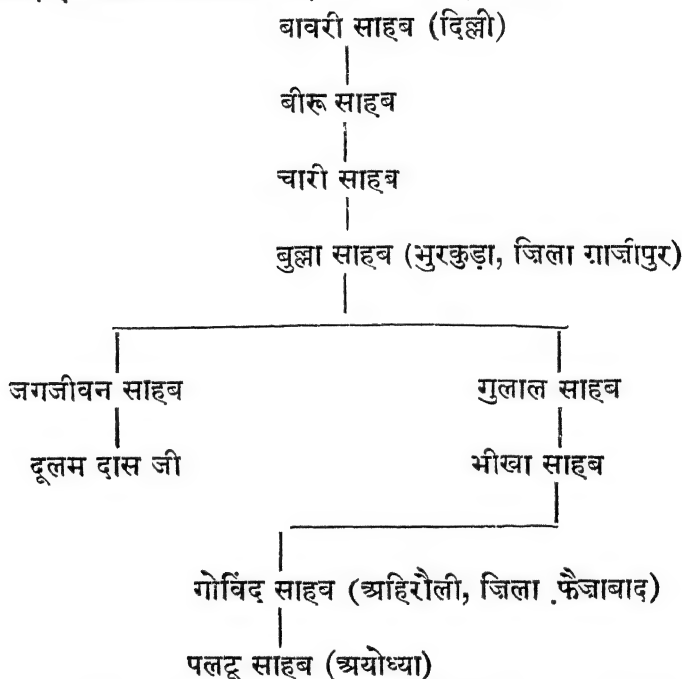 बावरी साहब (दिल्ली)
बीरू साहब
चारी साहब
बुल्ला साहब (भुरकुड़ा, जिला ग़ाजीपुर)
जगजीवन साहब गुलाल साहब
दूलम दास जी भीखा साहब
गोविंद साहब (अहिरौली, जिला फ़ैजाबाद)
पलटू साहब (अयोध्या)